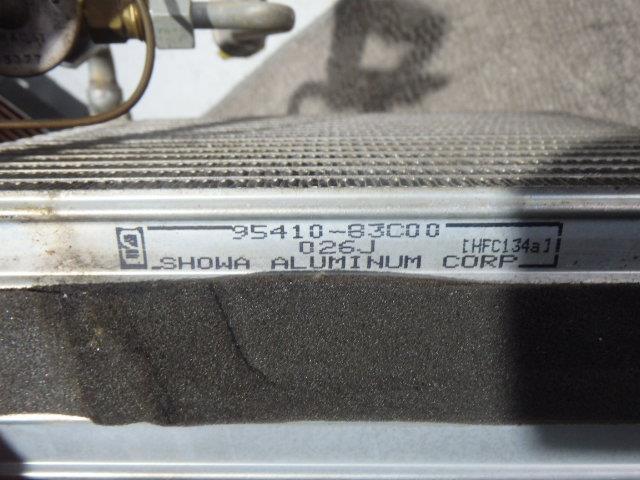 95410-83C00
026J [HFC134a]
SHOWA ALUMINUM CORP